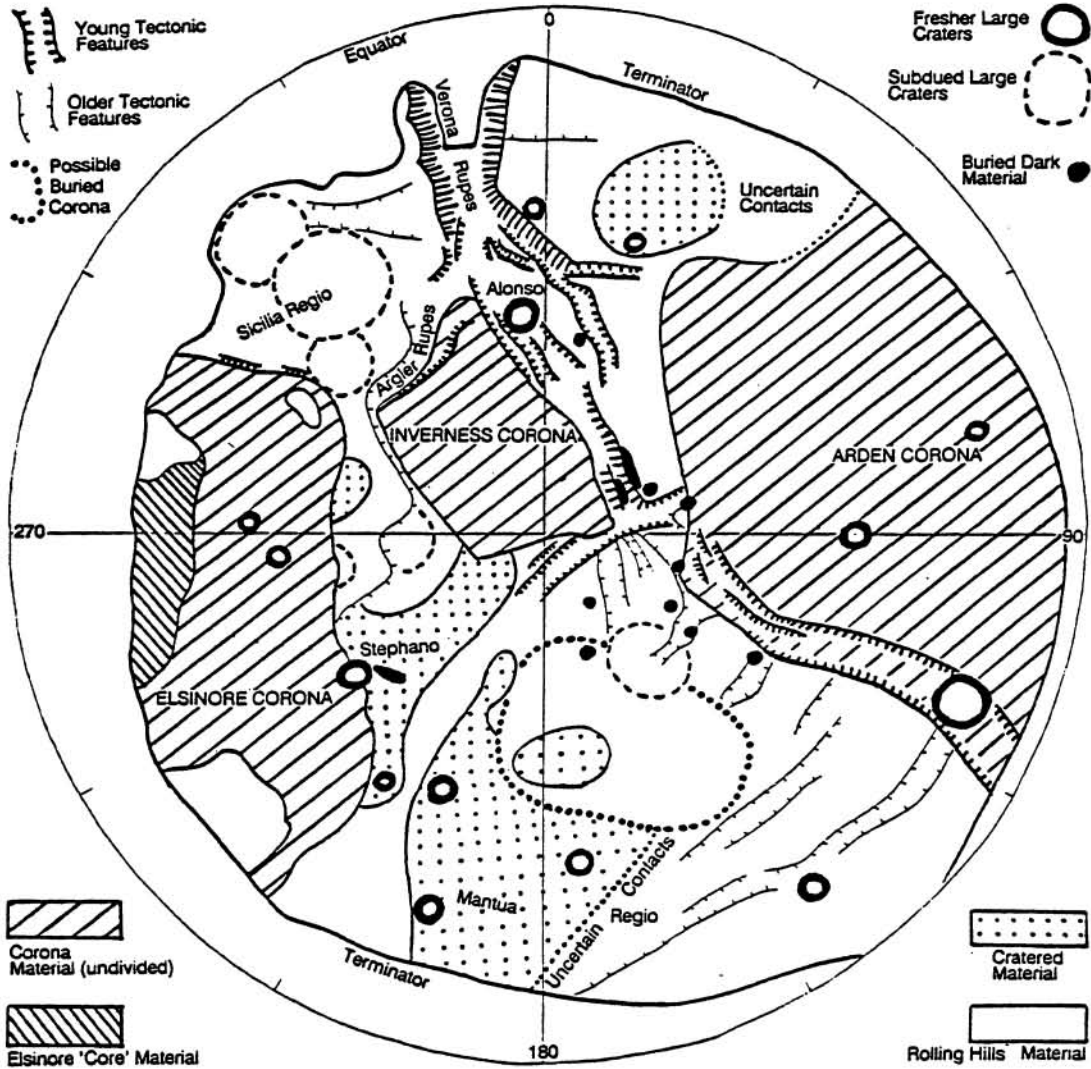 Young Tectonic
Features
Older Tectonic
Features
Possible
Buried
Corona
Equator
0
Terminator
Fresher Large
Craters
Subdued Large
Craters
Buried Dark
Material
Verona
Rupes
Uncertain
Contacts
Sicilia Regio
Alonso
Argier Rupes
INVERNESS CORONA
ARDEN CORONA
270
90
Stephano
ELSINORE CORONA
Mantua
Regio
Uncertain Contacts
Terminator
180
Corona
Material (undivided)
Elsinore 'Core' Material
Cratered
Material
Rolling Hills Material